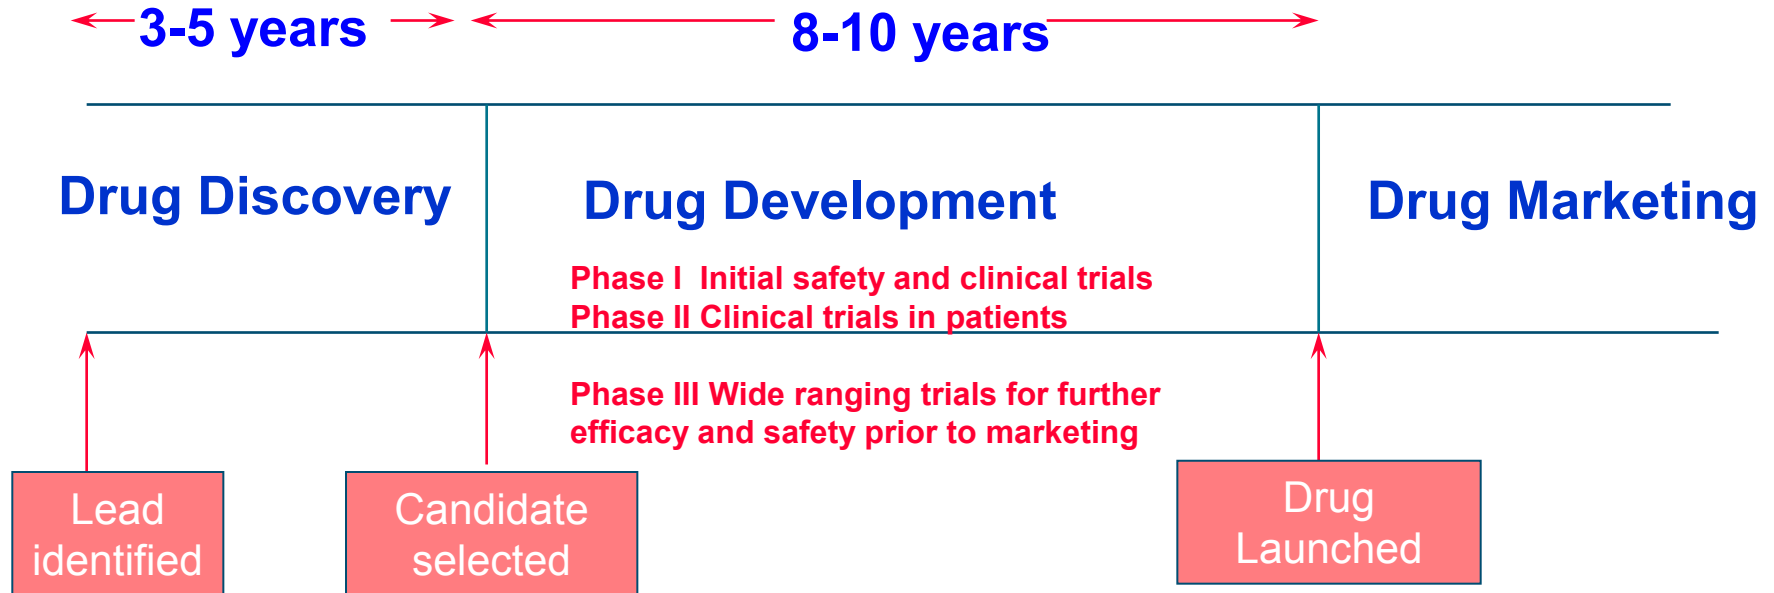 3-5 years
8-10 years
Drug Discovery
Drug Development
Drug Marketing
Phase I  Initial safety and clinical trials
Phase II Clinical trials in patients
Phase III Wide ranging trials for further
efficacy and safety prior to marketing
Lead
identified
Candidate
selected
Drug
Launched